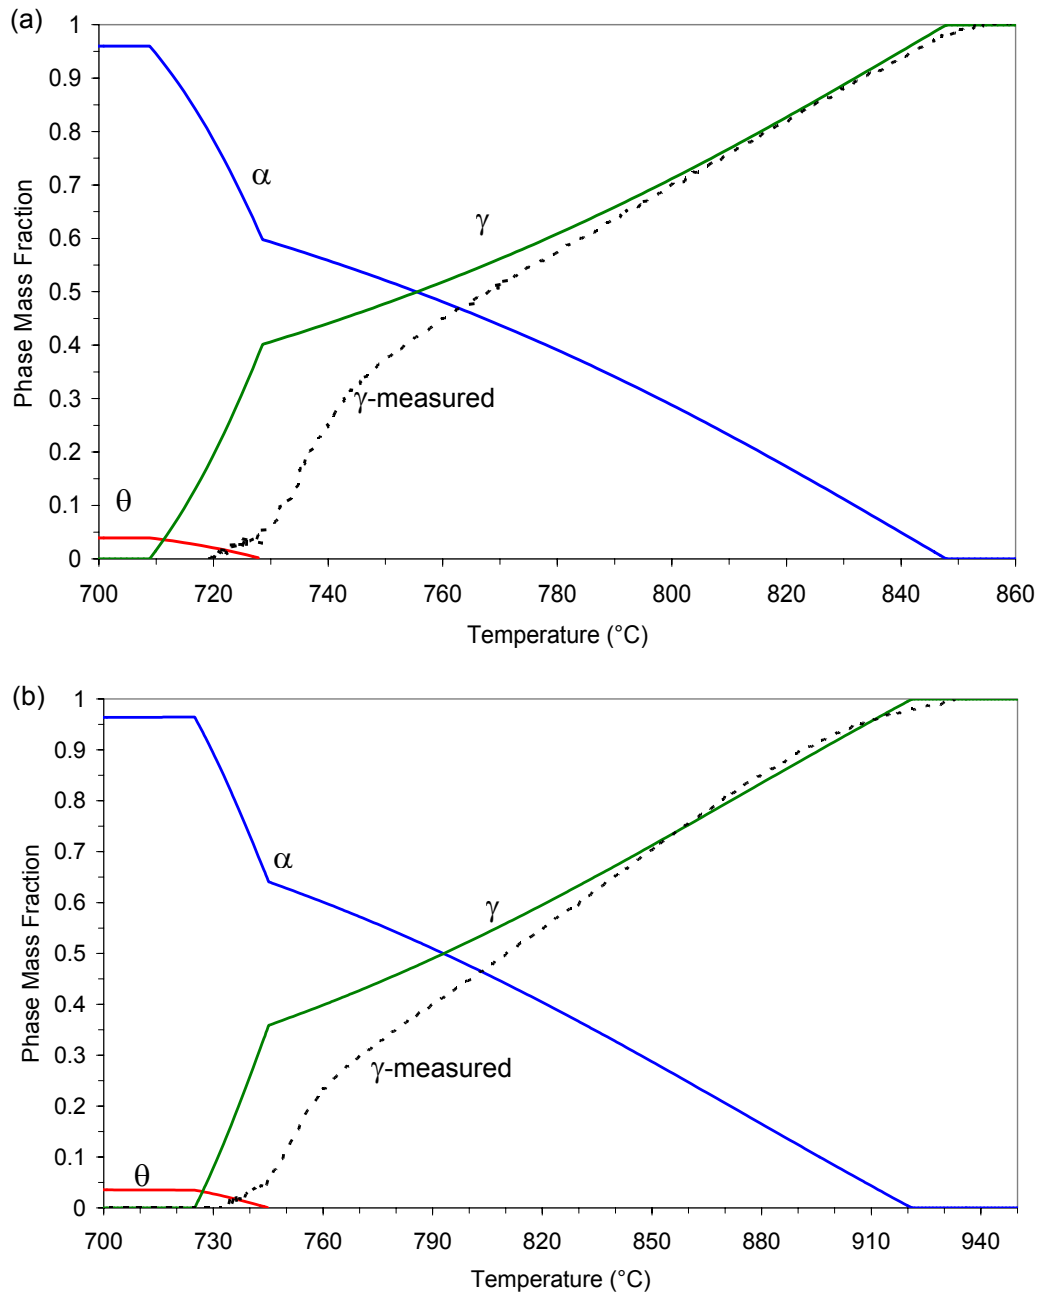 (a)
1
0.9
0.8
0.7
0.6
0.5
0.4
0.3
0.2
0.1
0
Phase Mass Fraction
α
γ
γ-measured
θ
700 720 740 760 780 800 820 840 860
Temperature (°C)
(b)
1
0.9
0.8
0.7
0.6
0.5
0.4
0.3
0.2
0.1
0
Phase Mass Fraction
α
γ
γ-measured
θ
700 730 760 790 820 850 880 910 940
Temperature (°C)